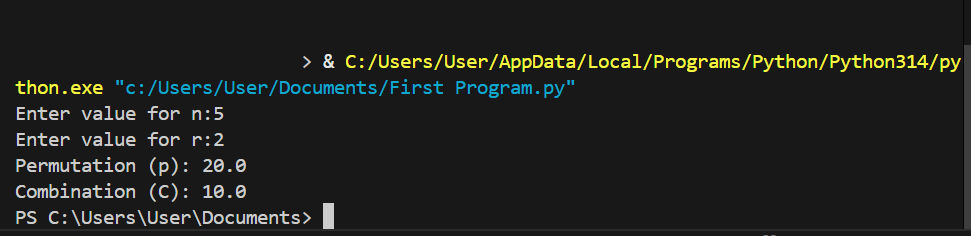 > & C:/Users/User/AppData/Local/Programs/Python/Python314/py
thon.exe "c:/Users/User/Documents/First Program.py"
Enter value for n:5
Enter value for r:2
Permutation (p): 20.0
Combination (C): 10.0
PS C:\Users\User\Documents>